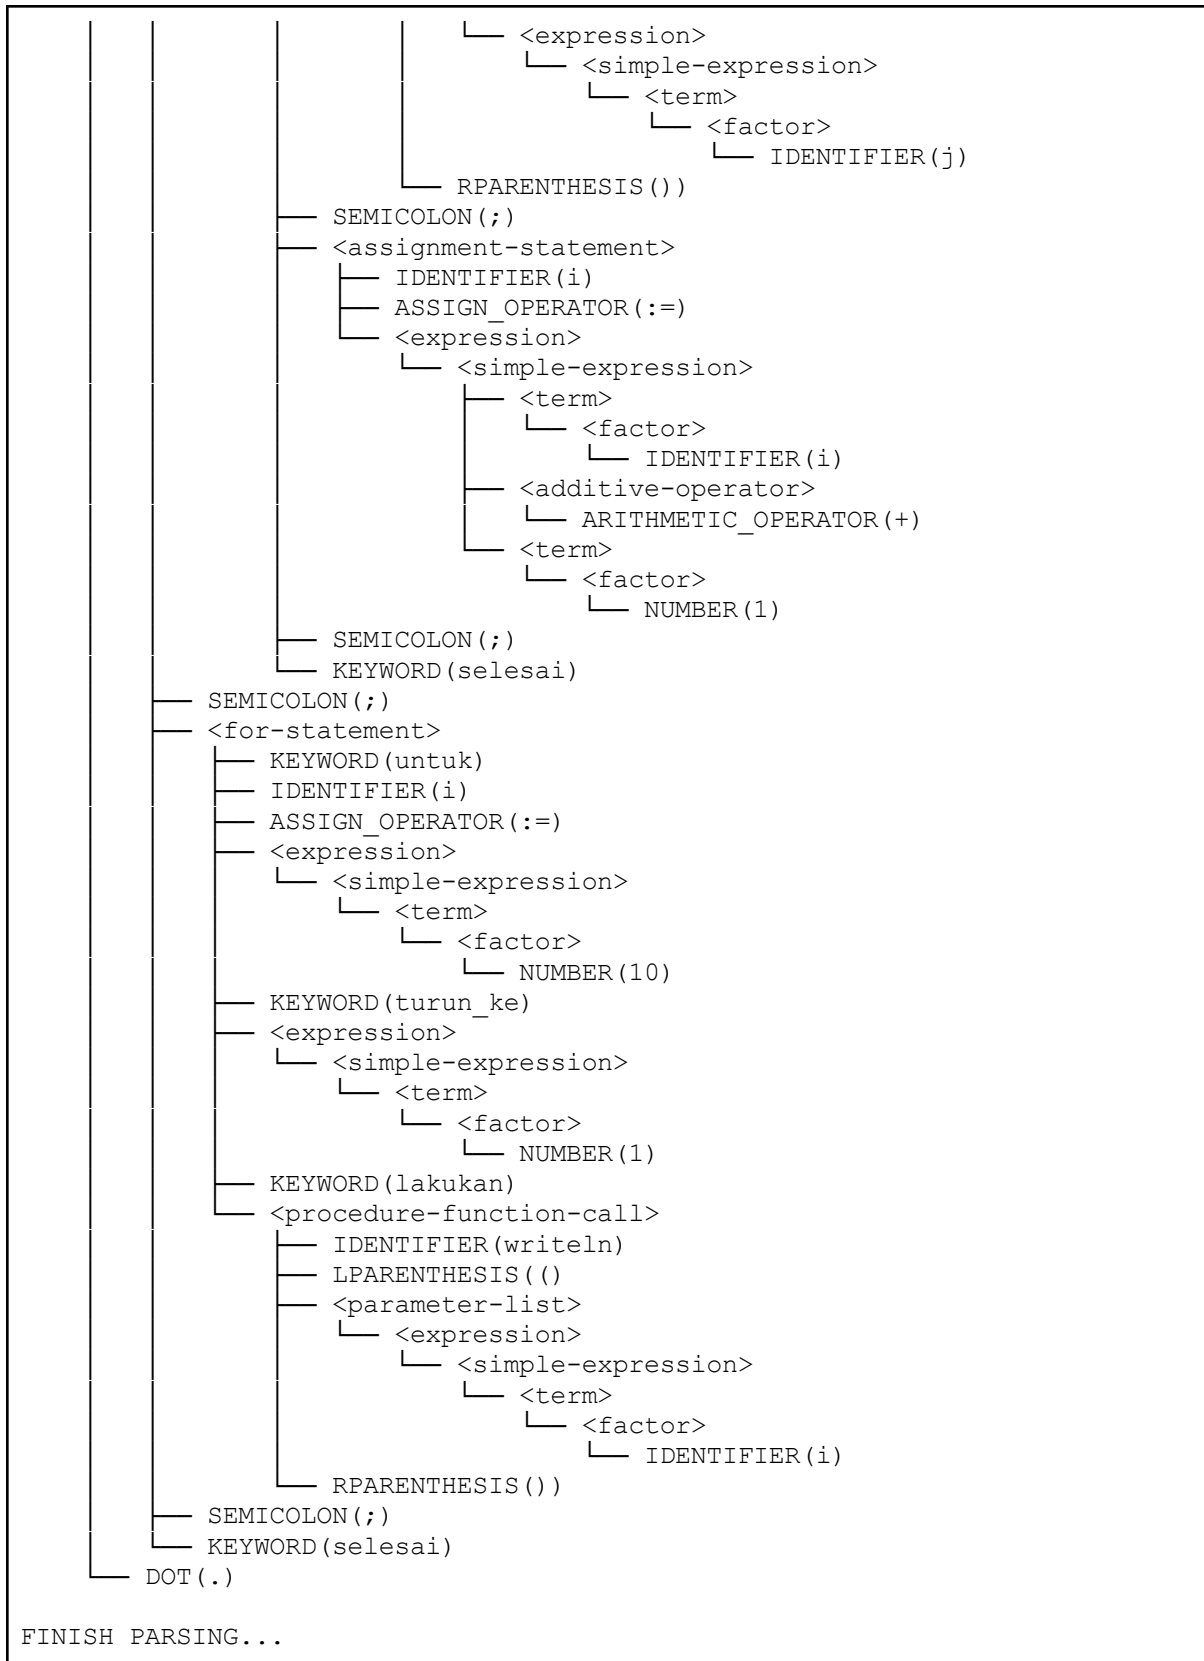 <expression>
<simple-expression>
<term>
<factor>
IDENTIFIER(j)
RPARENTHESIS())
SEMICOLON(;)
<assignment-statement>
IDENTIFIER(i)
ASSIGN_OPERATOR(:=)
<expression>
<simple-expression>
<term>
<factor>
IDENTIFIER(i)
<additive-operator>
ARITHMETIC_OPERATOR(+)
<term>
<factor>
NUMBER(1)
SEMICOLON(;)
KEYWORD(selesai)
SEMICOLON(;)
<for-statement>
KEYWORD(untuk)
IDENTIFIER(i)
ASSIGN_OPERATOR(:=)
<expression>
<simple-expression>
<term>
<factor>
NUMBER(10)
KEYWORD(turun_ke)
<expression>
<simple-expression>
<term>
<factor>
NUMBER(1)
KEYWORD(lakukan)
<procedure-function-call>
IDENTIFIER(writeln)
LPARENTHESIS(()
<parameter-list>
<expression>
<simple-expression>
<term>
<factor>
IDENTIFIER(i)
RPARENTHESIS())
SEMICOLON(;)
KEYWORD(selesai)
DOT(.)
FINISH PARSING...